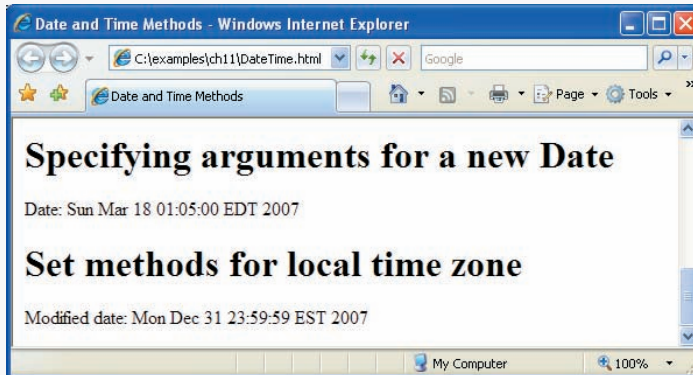 Date and Time Methods - Windows Internet Explorer
C:\examples\ch11\DateTime.html
Google
Date and Time Methods
Page
Tools
»
Specifying arguments for a new Date
Date: Sun Mar 18 01:05:00 EDT 2007
Set methods for local time zone
Modified date: Mon Dec 31 23:59:59 EST 2007
My Computer
100%